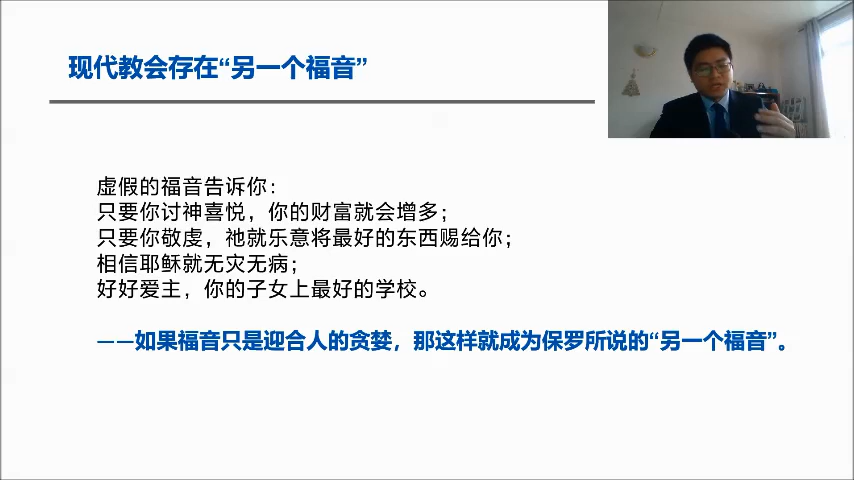 现代教会存在“另一个福音”
虚假的福音告诉你：
只要你讨神喜悦，你的财富就会增多；
只要你敬虔，祂就乐意将最好的东西赐给你；
相信耶稣就无灾无病；
好好爱主，你的子女上最好的学校。
——如果福音只是迎合人的贪婪，那这样就成为保罗所说的“另一个福音”。